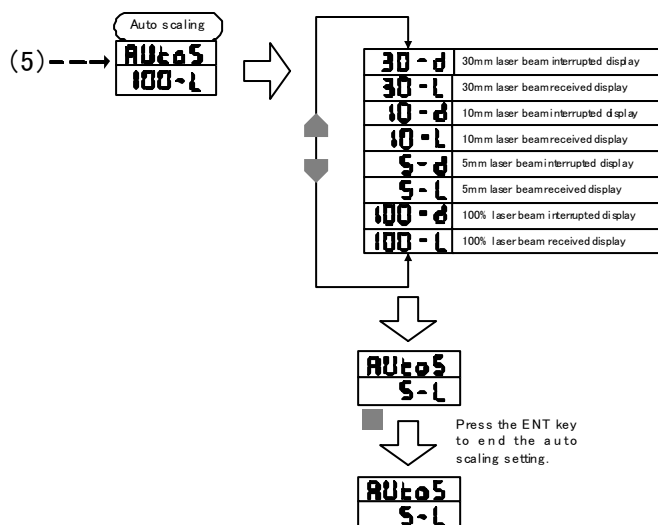 Auto scaling
(5)
AUtoS
100-L
30-d 30mm laser beam interrupted display
30-L 30mm laser beam received display
10-d 10mm laser beam interrupted display
10-L 10mm laser beam received display
5-d 5mm laser beam interrupted display
5-L 5mm laser beam received display
100-d 100% laser beam interrupted display
100-L 100% laser beam received display
AUtoS
5-L
Press the ENT key
to end the auto
scaling setting.
AUtoS
5-L